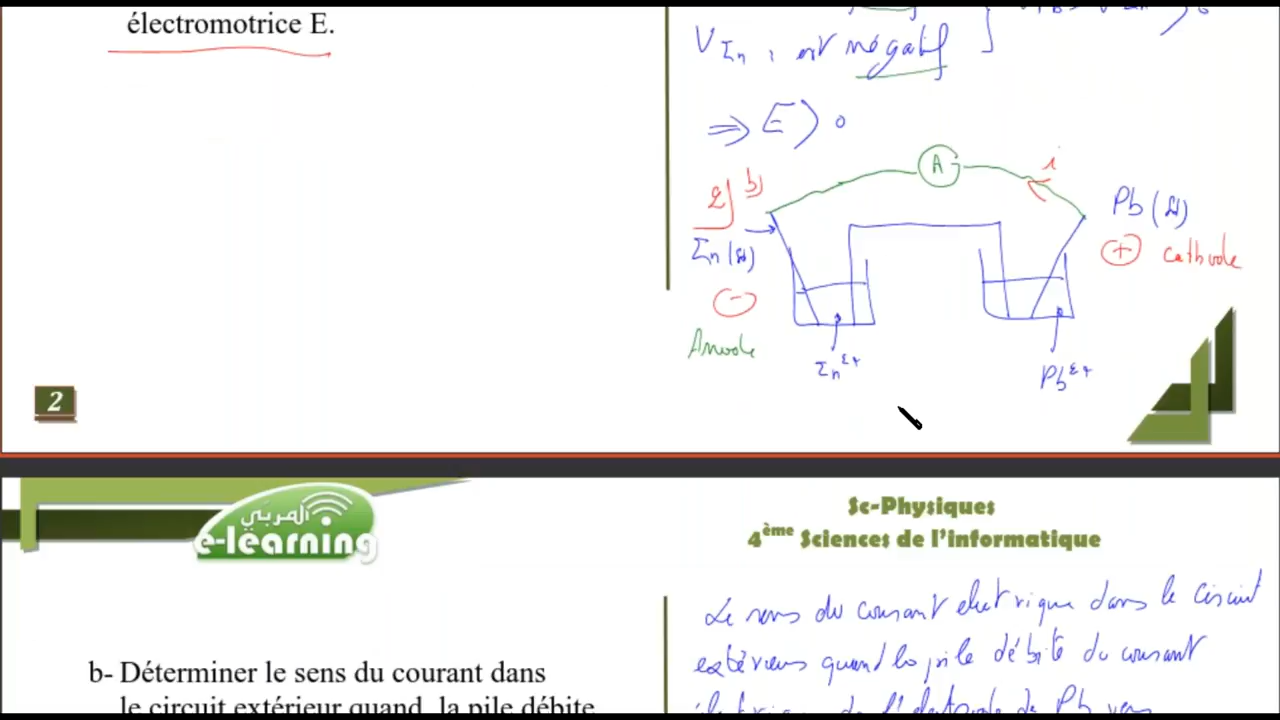 électromotrice E.
V Zn : est négatif
⇒ E > 0
2) b)
A
i
Zn (s)
Pb (s)
−
+ cathode
Anode
Zn2+
Pb2+
2
العربي
e-learning
Sc-Physiques
4ème Sciences de l'informatique
Le sens du courant electrique dans le circuit
extérieur quand la pile débite du courant
b- Déterminer le sens du courant dans
électrique de l'electrode de Pb vers
le circuit extérieur quand la pile débite